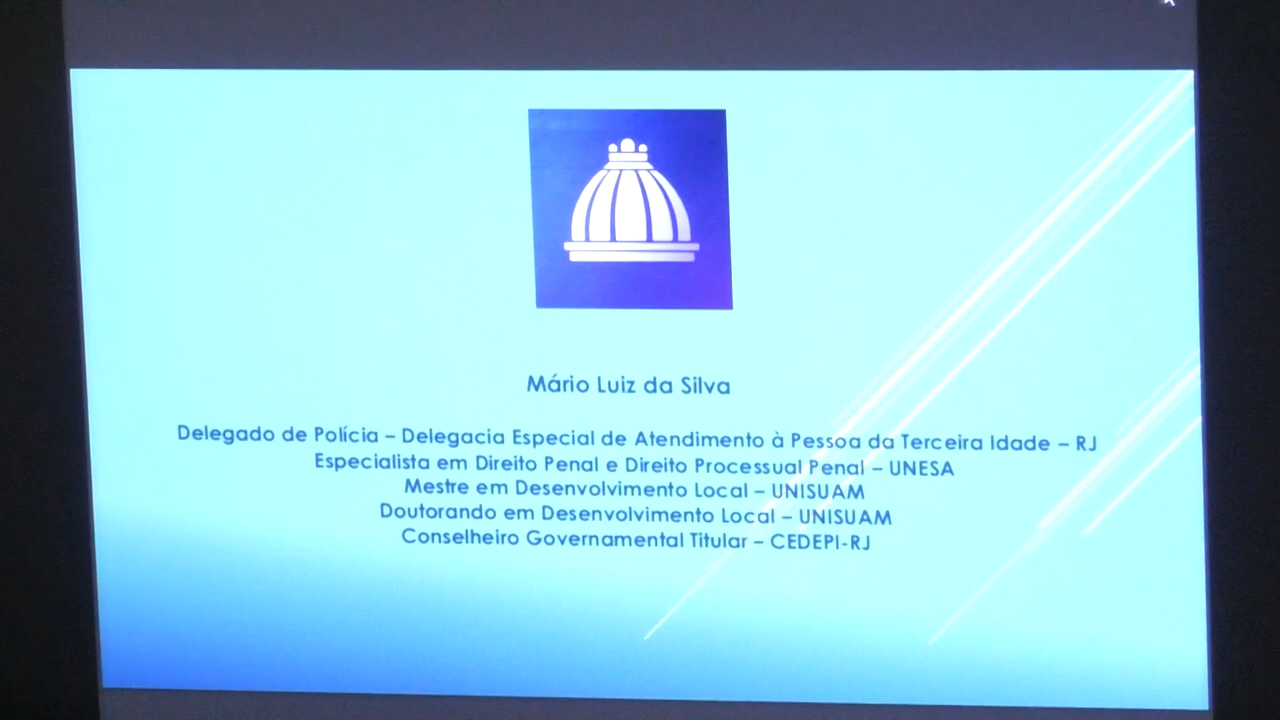 Mário Luiz da Silva
Delegado de Polícia – Delegacia Especial de Atendimento à Pessoa da Terceira Idade – RJ
Especialista em Direito Penal e Direito Processual Penal – UNESA
Mestre em Desenvolvimento Local – UNISUAM
Doutorando em Desenvolvimento Local – UNISUAM
Conselheiro Governamental Titular – CEDEPI-RJ